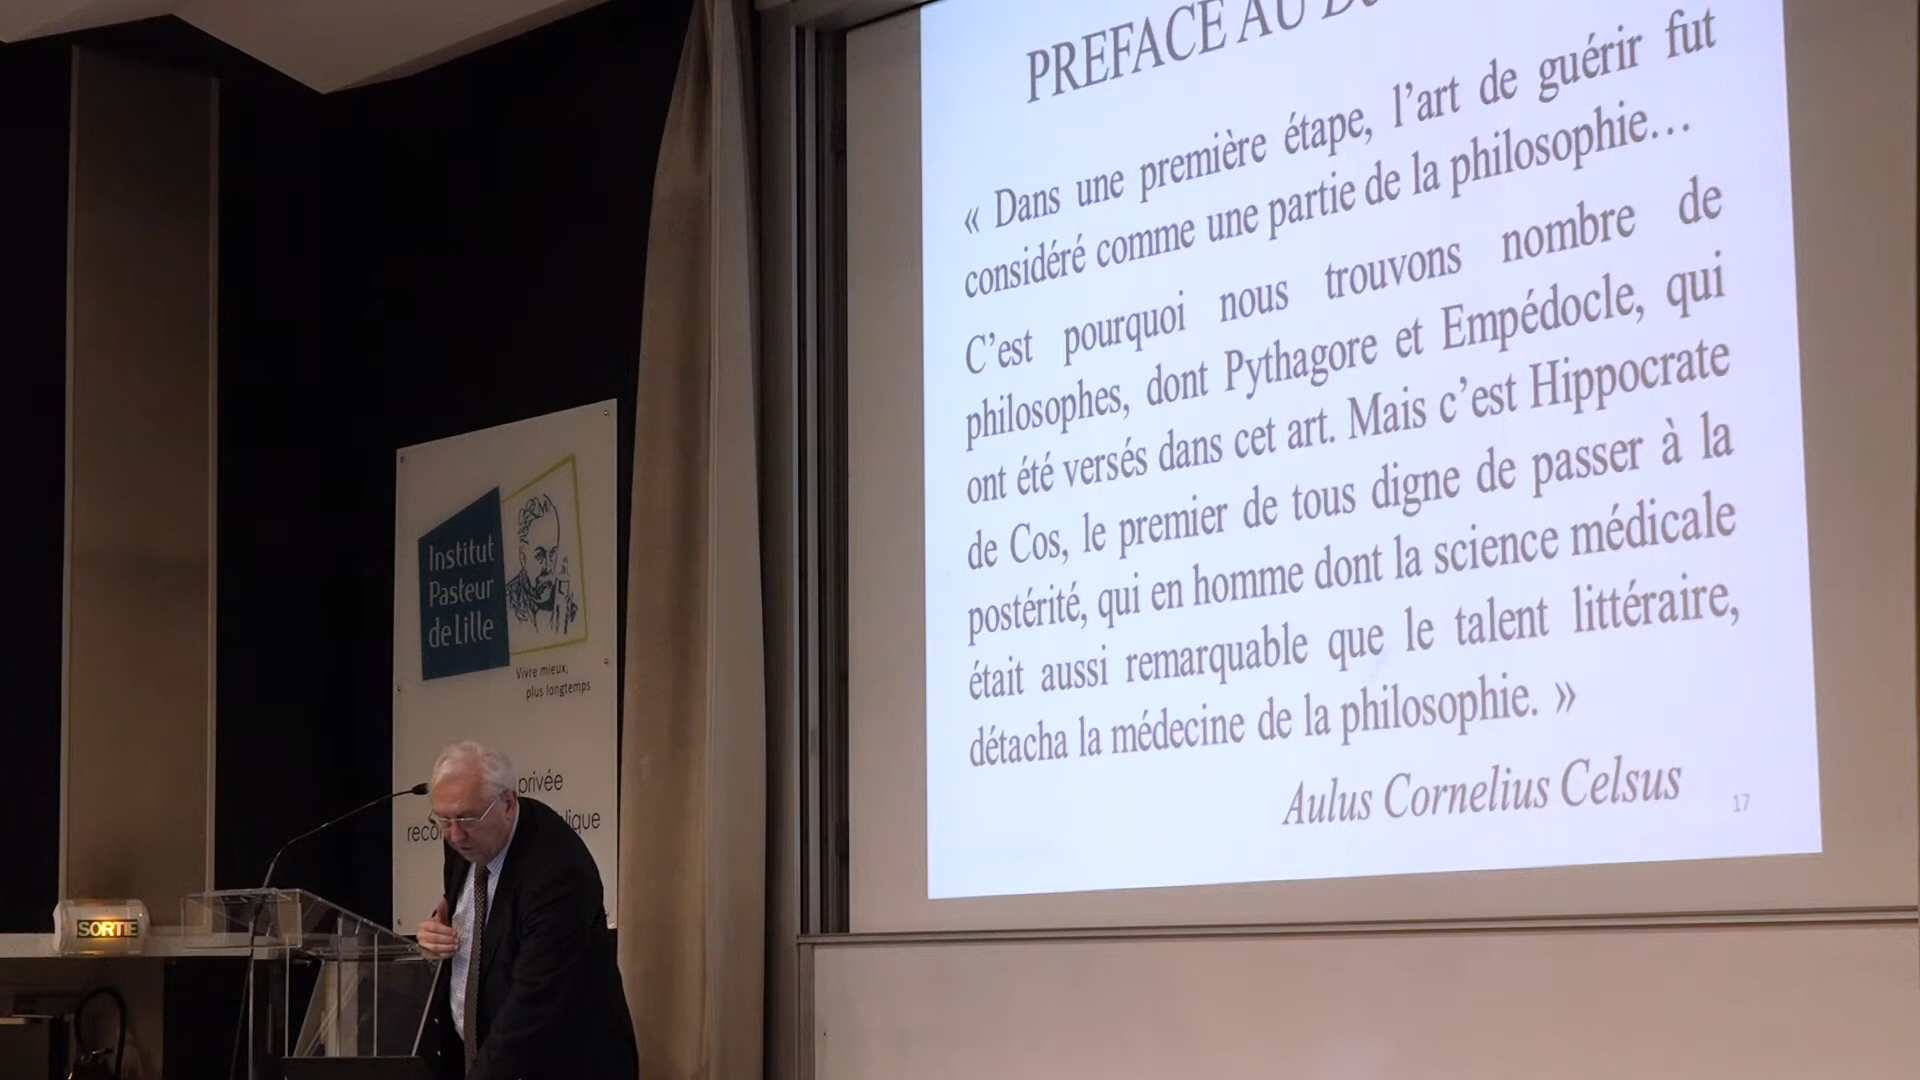 PREFACE AU
« Dans une première étape, l’art de guérir fut
considéré comme une partie de la philosophie…
C’est pourquoi nous trouvons nombre de
philosophes, dont Pythagore et Empédocle, qui
ont été versés dans cet art. Mais c’est Hippocrate
de Cos, le premier de tous digne de passer à la
postérité, qui en homme dont la science médicale
était aussi remarquable que le talent littéraire,
détacha la médecine de la philosophie. »
Aulus Cornelius Celsus
17
Institut
Pasteur
de Lille
Vivre mieux,
plus longtemps
privée
SORTIE